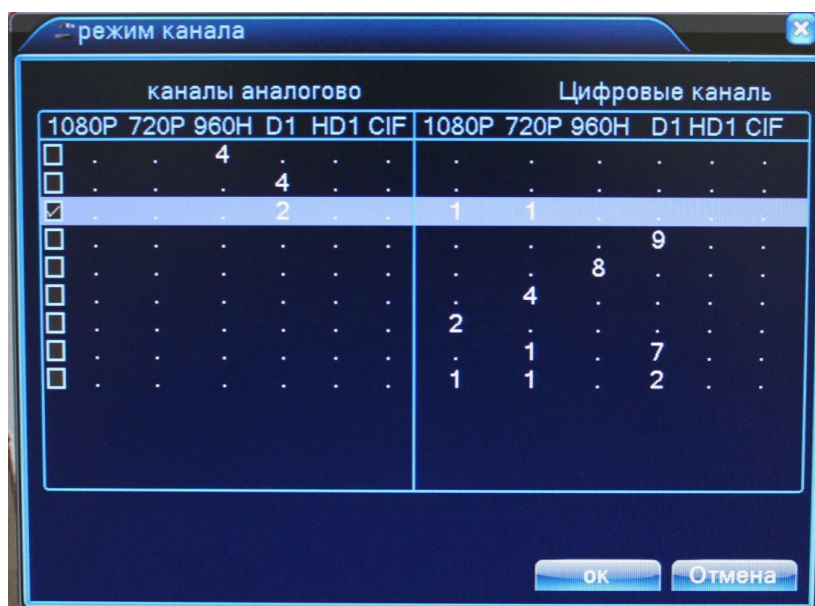 режим канала
каналы аналогово Цифровые каналь
1080P 720P 960H D1 HD1 CIF 1080P 720P 960H D1 HD1 CIF
. . 4 . . . . . . . . .
. . . 4 . . . . . . . .
. . . 2 . . 1 1 . . . .
. . . . . . . . . 9 . .
. . . . . . . . 8 . . .
. . . . . . . 4 . . . .
. . . . . . 2 . . . . .
. . . . . . . 1 . 7 . .
. . . . . . 1 1 . 2 . .
ок Отмена